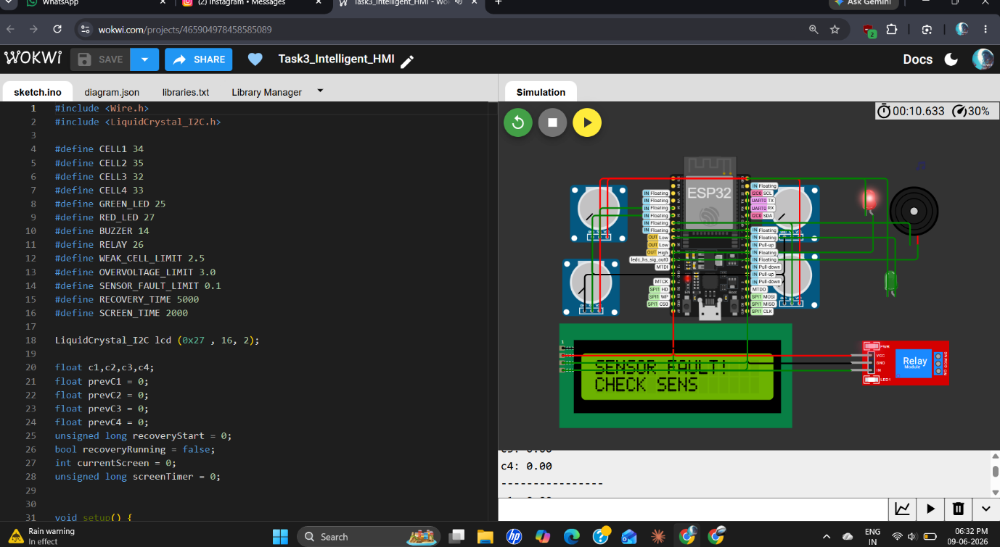 WhatsApp
(2) Instagram • Messages
Task3_Intelligent_HMI - Wo
Ask Gemini
wokwi.com/projects/465904978458585089
2
WOKWI
SAVE
SHARE
Task3_Intelligent_HMI
Docs
sketch.ino
diagram.json
libraries.txt
Library Manager
Simulation
1 #include <Wire.h>
2 #include <LiquidCrystal_I2C.h>
3
4 #define CELL1 34
5 #define CELL2 35
6 #define CELL3 32
7 #define CELL4 33
8 #define GREEN_LED 25
9 #define RED_LED 27
10 #define BUZZER 14
11 #define RELAY 26
12 #define WEAK_CELL_LIMIT 2.5
13 #define OVERVOLTAGE_LIMIT 3.0
14 #define SENSOR_FAULT_LIMIT 0.1
15 #define RECOVERY_TIME 5000
16 #define SCREEN_TIME 2000
17
18 LiquidCrystal_I2C lcd (0x27 , 16, 2);
19
20 float c1,c2,c3,c4;
21 float prevC1 = 0;
22 float prevC2 = 0;
23 float prevC3 = 0;
24 float prevC4 = 0;
25 unsigned long recoveryStart = 0;
26 bool recoveryRunning = false;
27 int currentScreen = 0;
28 unsigned long screenTimer = 0;
29
30
31 void setup() {
00:10.633 30%
ESP32
IN Floating
IN Floating
IN Floating
IN Floating
IN Floating
IN Floating
OUT Low
OUT Low
OUT High
ledc_hs_sig_out0
MTDI
MTCK
SPI1 HD
SPI1 WP
SPI1 CS0
IN Floating
I2C0 SCL
UART0 TX
UART0 RX
I2C0 SDA
IN Floating
IN Floating
IN Pull-up
IN Floating
IN Floating
IN Pull-down
IN Pull-up
IN Pull-down
MTDO
SPI1 MOSI
SPI1 MISO
SPI1 CLK
1
SENSOR FAULT!
CHECK SENS
PWR
VCC
GND
IN
LED1
Relay
Module
NO COM NC
c3: 0.00
c4: 0.00
----------------
Rain warning
In effect
Search
ENG
IN
06:32 PM
09-06-2026